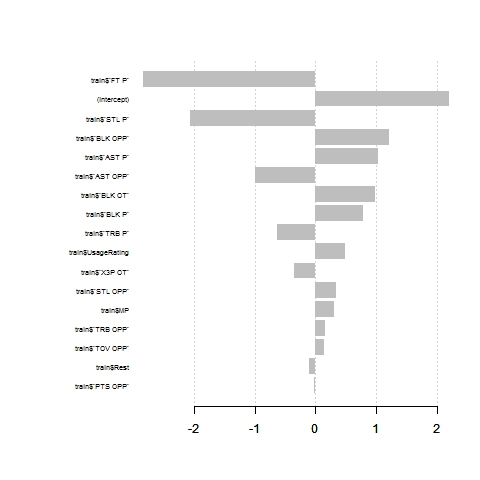 train$`FT P`
(Intercept)
train$`STL P`
train$`BLK OPP`
train$`AST P`
train$`AST OPP`
train$`BLK OT`
train$`BLK P`
train$`TRB P`
train$UsageRating
train$`X3P OT`
train$`STL OPP`
train$MP
train$`TRB OPP`
train$`TOV OPP`
train$Rest
train$`PTS OPP`
-2 -1 0 1 2